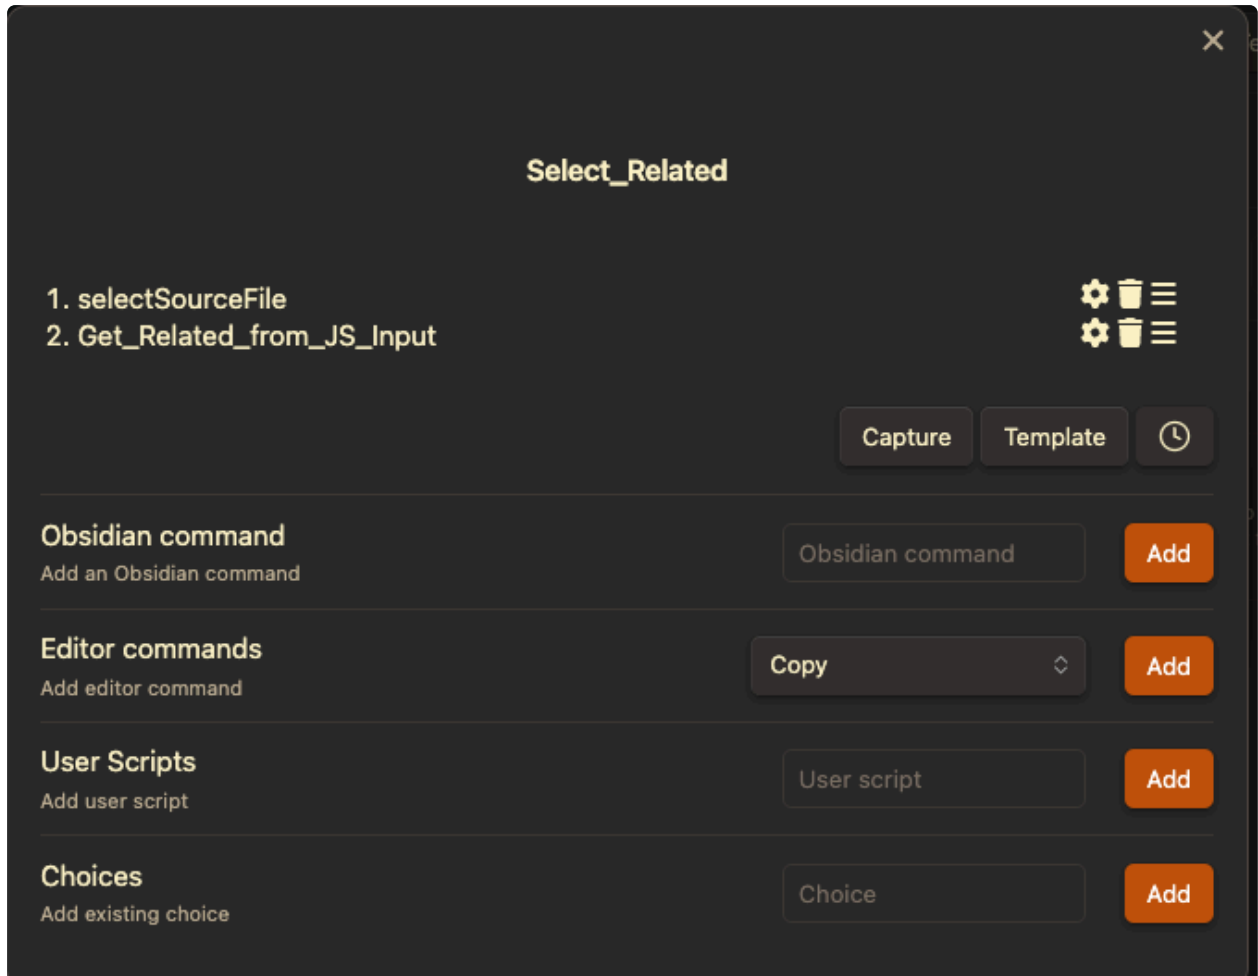 Select_Related
1. selectSourceFile
2. Get_Related_from_JS_Input
Capture
Template
Obsidian command
Add an Obsidian command
Obsidian command
Add
Editor commands
Add editor command
Copy
Add
User Scripts
Add user script
User script
Add
Choices
Add existing choice
Choice
Add